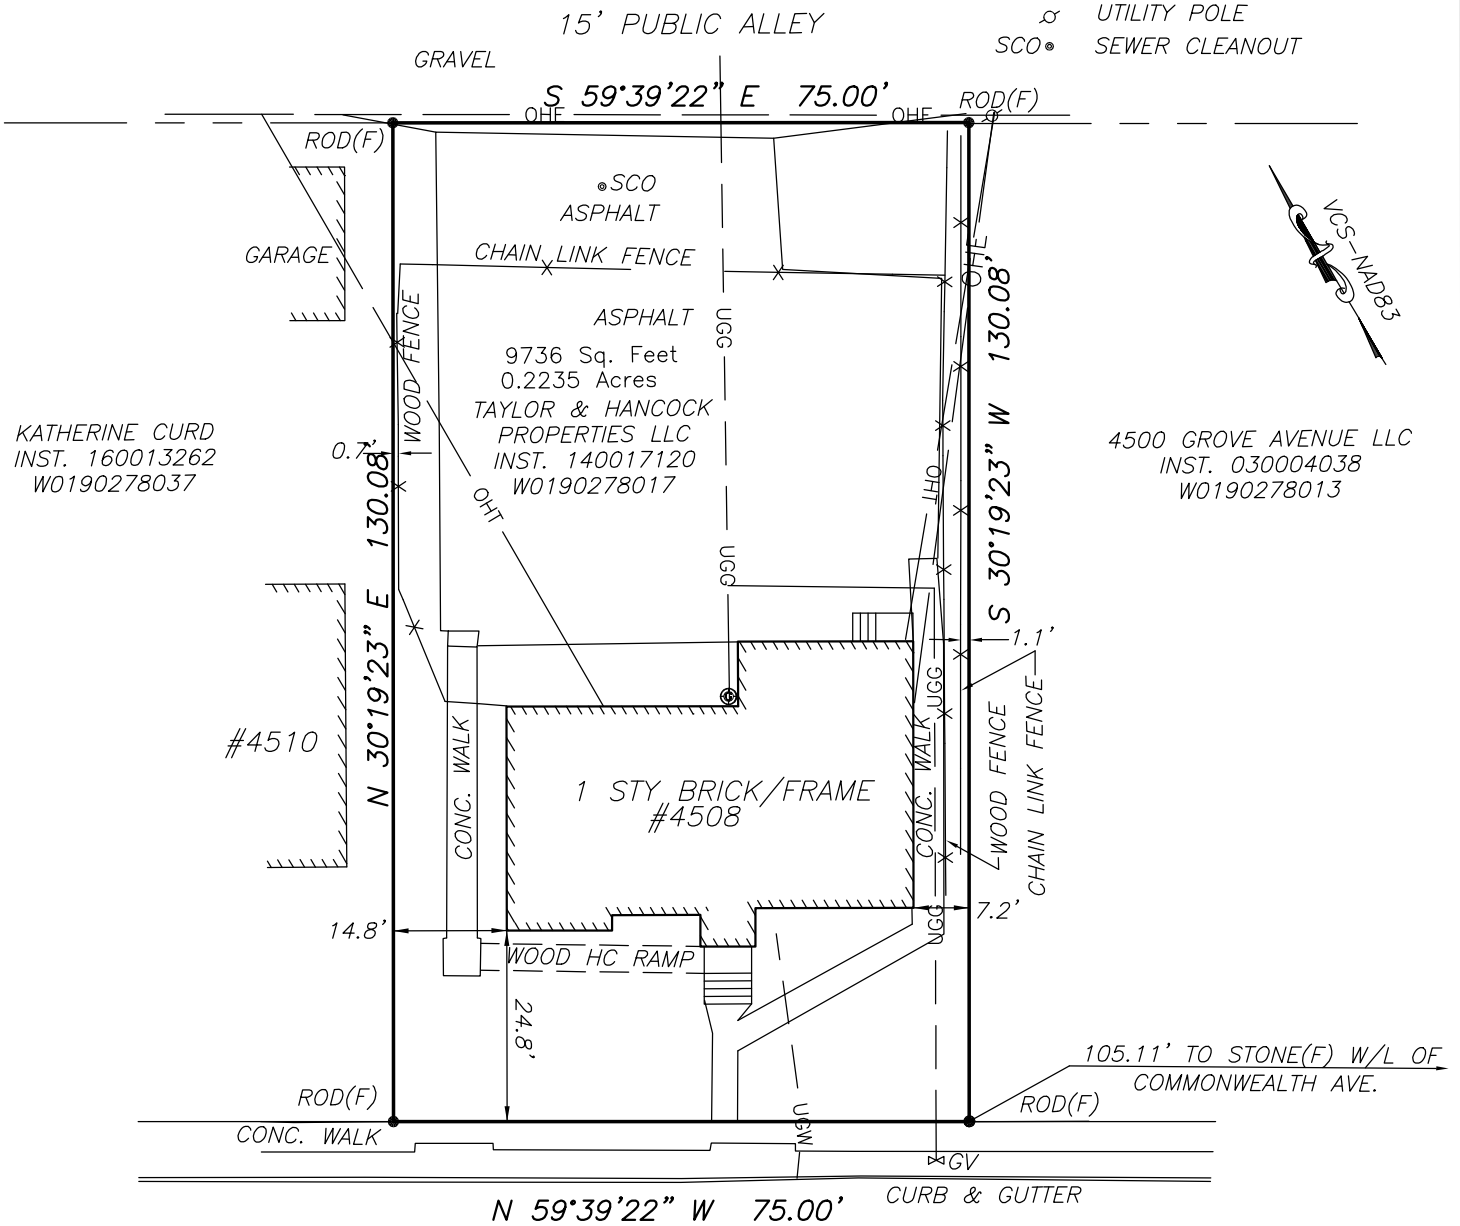 15' PUBLIC ALLEY
UTILITY POLE
SCO
SEWER CLEANOUT
GRAVEL
S 59°39'22" E 75.00'
OHE
OHE
ROD(F)
ROD(F)
SCO
ASPHALT
GARAGE
CHAIN LINK FENCE
OHE
VCS-NAD83
WOOD FENCE
ASPHALT
UGG
9736 Sq. Feet
0.2235 Acres
TAYLOR & HANCOCK
PROPERTIES LLC
INST. 140017120
W0190278017
KATHERINE CURD
INST. 160013262
W0190278037
0.7'
4500 GROVE AVENUE LLC
INST. 030004038
W0190278013
OHT
OHT
N 30°19'23" E 130.08'
S 30°19'23" W 130.08'
UGG
1.1'
UGG
G
#4510
CONC. WALK
1 STY BRICK/FRAME
#4508
CONC. WALK
WOOD FENCE
CHAIN LINK FENCE
14.8'
7.2'
UGG
WOOD HC RAMP
24.8'
105.11' TO STONE(F) W/L OF
COMMONWEALTH AVE.
ROD(F)
ROD(F)
CONC. WALK
UGW
GV
CURB & GUTTER
N 59°39'22" W 75.00'